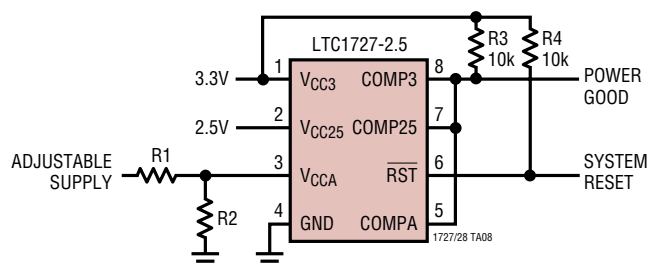 LTC1727-2.5
R3
10k
R4
10k
3.3V
1
VCC3
COMP3
8
POWER
GOOD
2.5V
2
VCC25
COMP25
7
ADJUSTABLE
SUPPLY
R1
3
VCCA
RST
6
SYSTEM
RESET
R2
4
GND
COMPA
5
1727/28 TA08